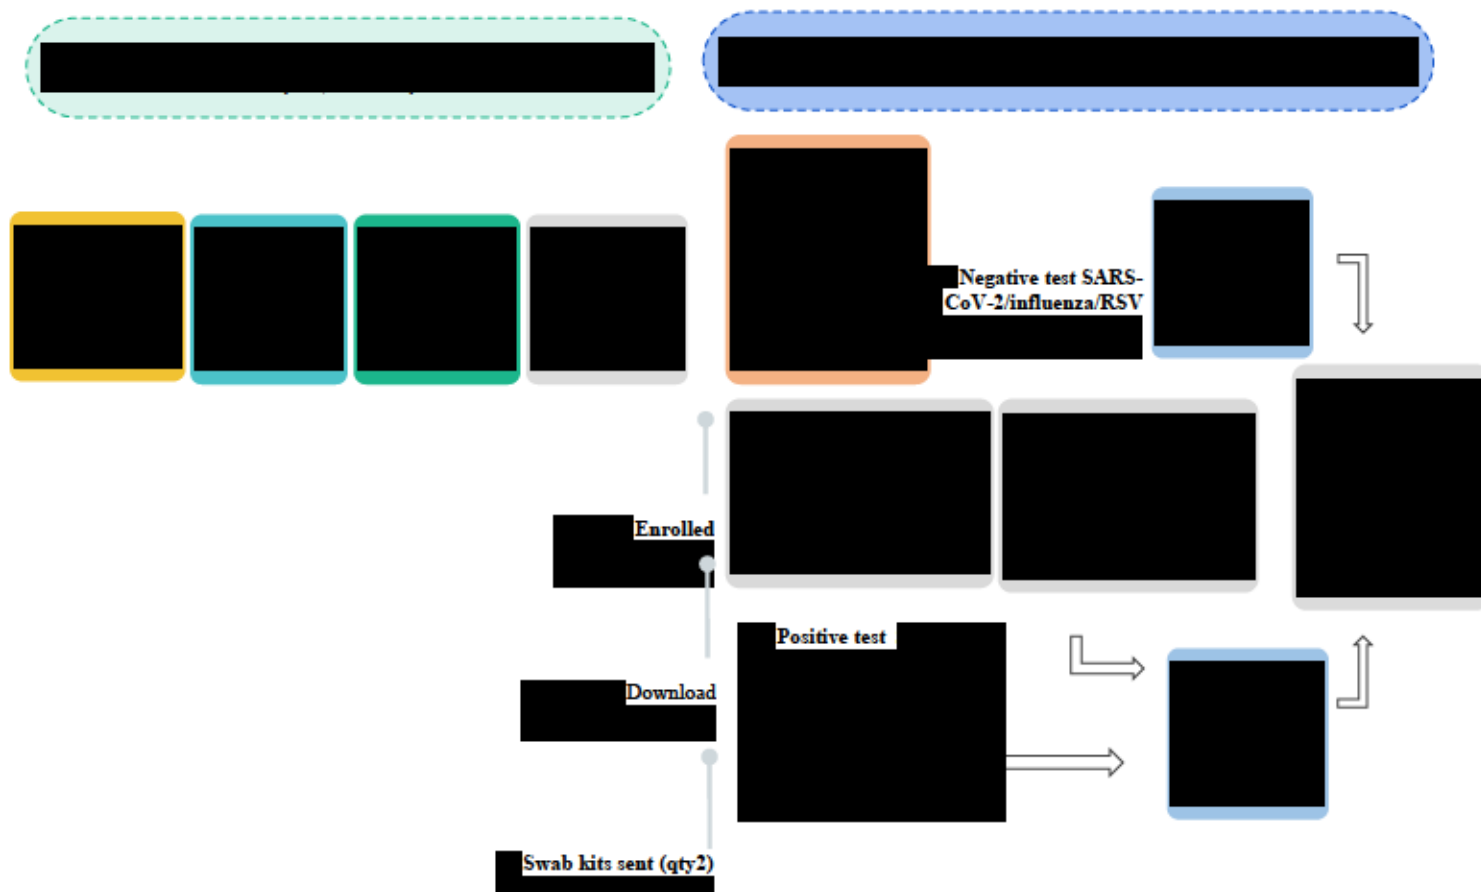 Negative test SARS-
CoV-2/influenza/RSV
Enrolled
Positive test
Download
Swab kits sent (qty2)